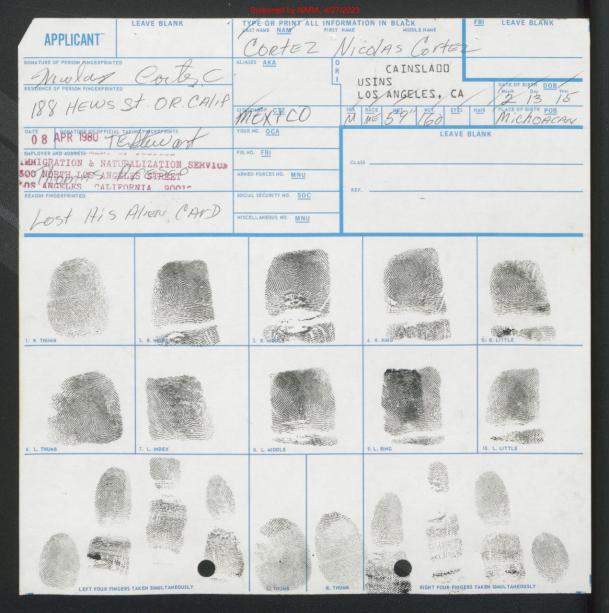 Scanned by NARA, 4/27/2023
APPLICANT
LEAVE BLANK
TYPE OR PRINT ALL INFORMATION IN BLACK
FBI
LEAVE BLANK
LAST NAME NAM FIRST NAME MIDDLE NAME
CORTEZ Nicolas Cortez
SIGNATURE OF PERSON FINGERPRINTED
ALIASES AKA
O
R
I
CAINSLA00
USINS
LOS ANGELES, CA
Nicolas Cortez C
RESIDENCE OF PERSON FINGERPRINTED
188 HEWS St. OR. CALIF
DATE OF BIRTH DOB
Month Day Year
2 13 15
CTZ
MEXICO
RACE HGT. WGT. EYES HAIR
M 5 9" 160
PLACE OF BIRTH POB
MICHOACAN
DATE SIGNATURE OF OFFICIAL TAKING FINGERPRINTS
08 APR 1980
YOUR NO. OCA
LEAVE BLANK
EMPLOYER AND ADDRESS
IMMIGRATION & NATURALIZATION SERVICE
300 NORTH LOS ANGELES STREET
LOS ANGELES, CALIFORNIA 90012
FBI NO. FBI
CLASS
ARMED FORCES NO. MNU
REF.
REASON FINGERPRINTED
Lost His Alien CARD
SOCIAL SECURITY NO. SOC
MISCELLANEOUS NO. MNU
1. R. THUMB
2. R. INDEX
3. R. MIDDLE
4. R. RING
5. R. LITTLE
6. L. THUMB
7. L. INDEX
8. L. MIDDLE
9. L. RING
10. L. LITTLE
LEFT FOUR FINGERS TAKEN SIMULTANEOUSLY
L. THUMB
R. THUMB
RIGHT FOUR FINGERS TAKEN SIMULTANEOUSLY